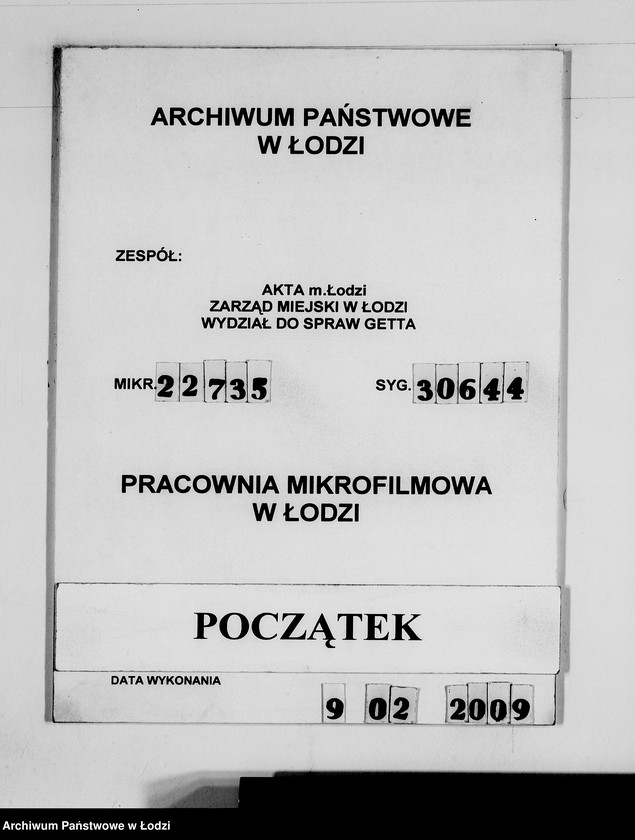 ARCHIWUM PAŃSTWOWE
W ŁODZI
ZESPÓŁ:
AKTA m.Łodzi
ZARZĄD MIEJSKI W ŁODZI
WYDZIAŁ DO SPRAW GETTA
MIKR. 22735 SYG. 30644
PRACOWNIA MIKROFILMOWA
W ŁODZI
POCZĄTEK
DATA WYKONANIA
9 02 2009
Archiwum Państwowe w Łodzi